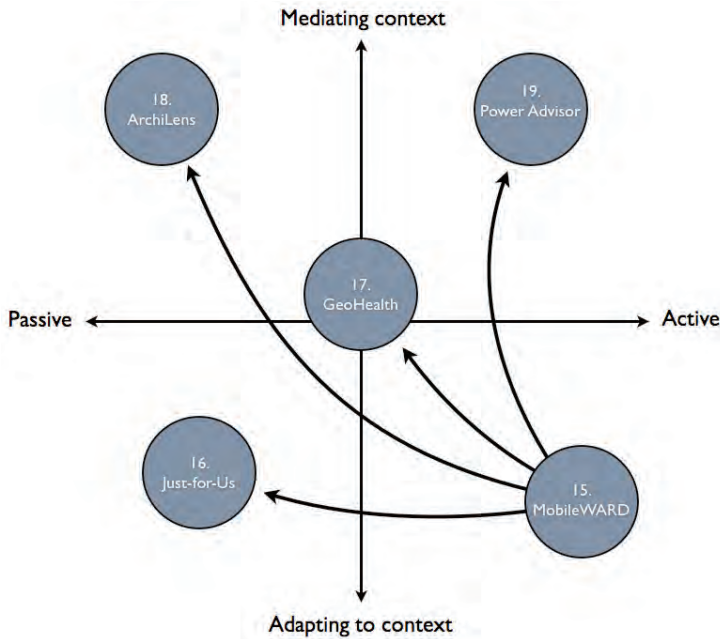 Mediating context
18.
ArchiLens
19.
Power Advisor
17.
GeoHealth
Passive
Active
16.
Just-for-Us
15.
MobileWARD
Adapting to context